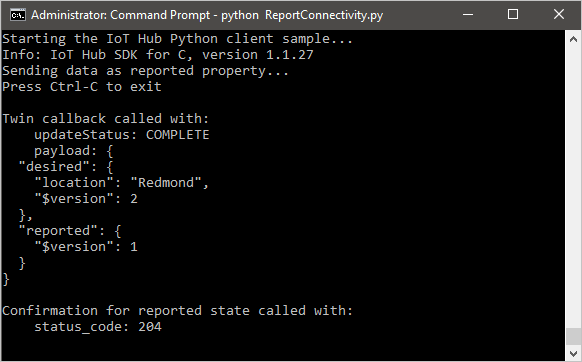 Administrator: Command Prompt - python  ReportConnectivity.py
Starting the IoT Hub Python client sample...
Info: IoT Hub SDK for C, version 1.1.27
Sending data as reported property...
Press Ctrl-C to exit
Twin callback called with:
    updateStatus: COMPLETE
    payload: {
  "desired": {
    "location": "Redmond",
    "$version": 2
  },
  "reported": {
    "$version": 1
  }
}
Confirmation for reported state called with:
    status_code: 204